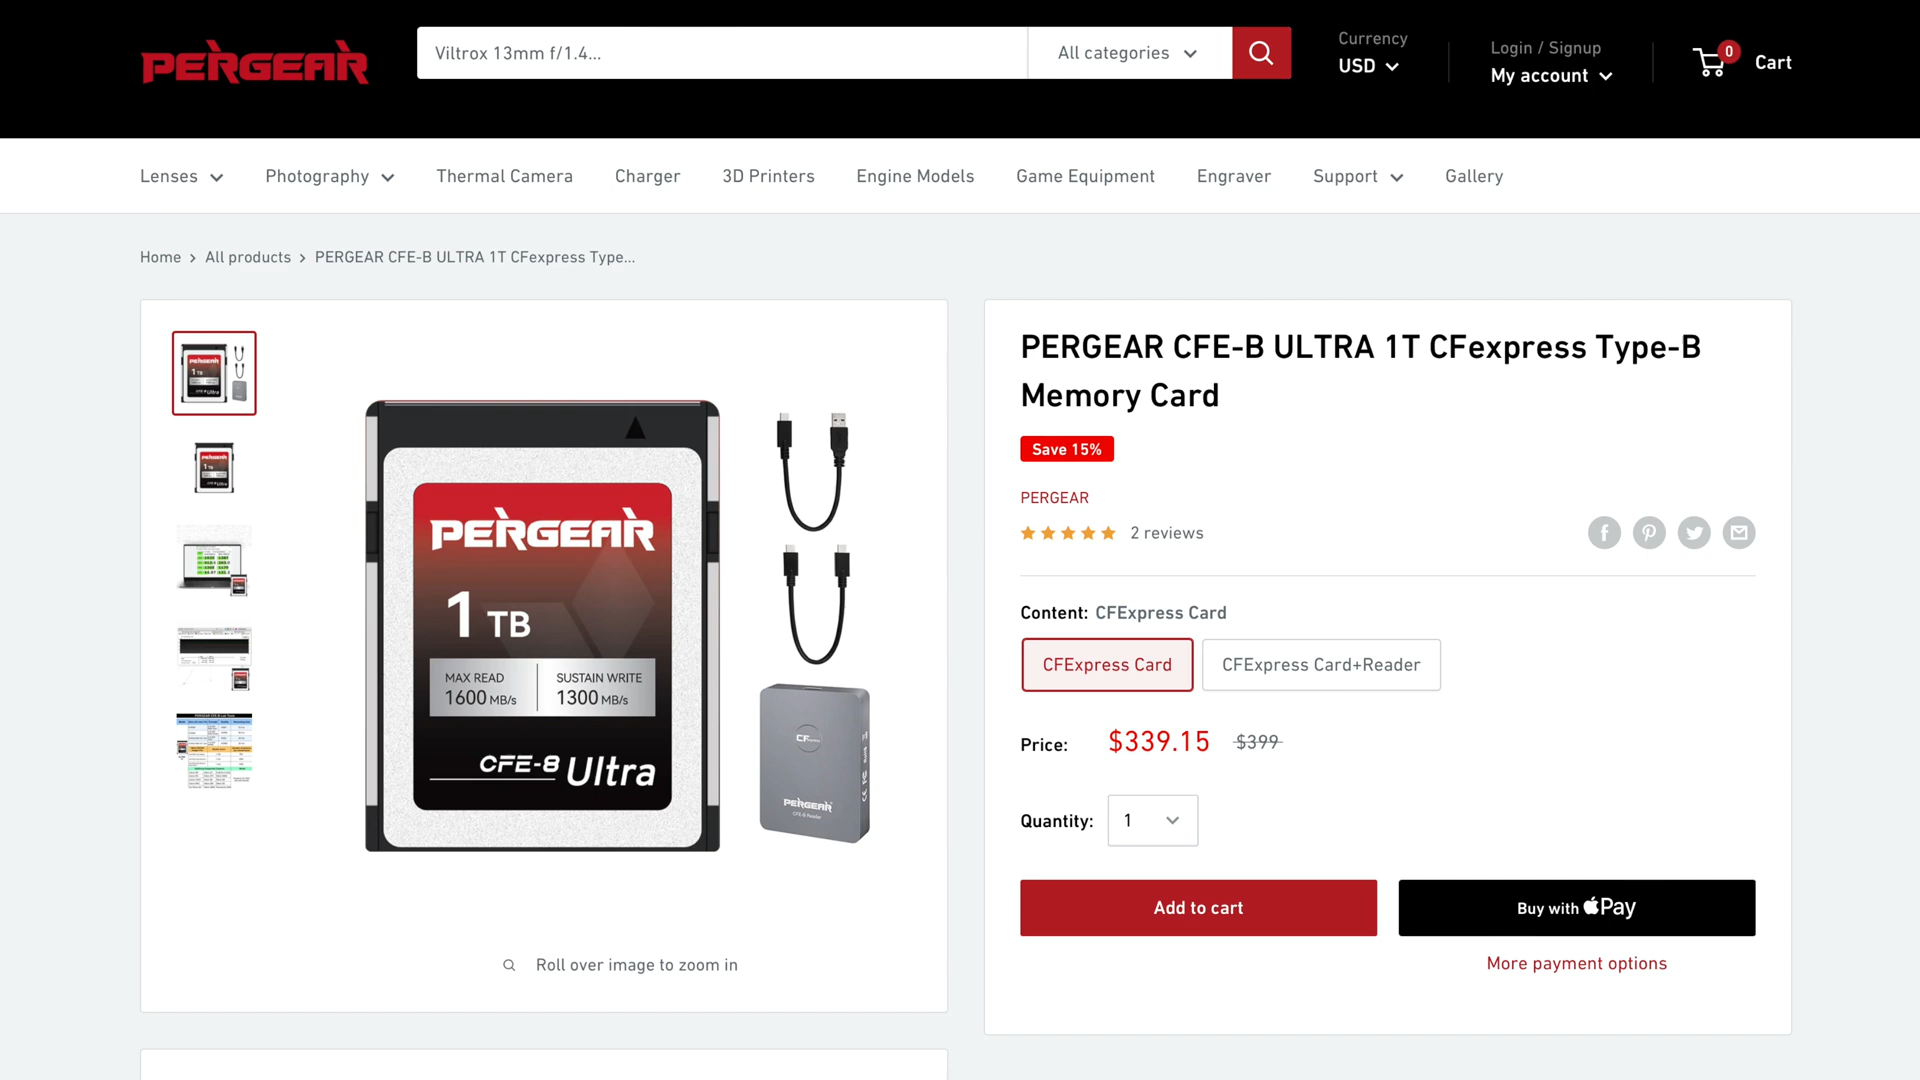 PERGEAR
Viltrox 13mm f/1.4...
All categories
Currency
USD
Login / Signup
My account
0
Cart
Lenses
Photography
Thermal Camera
Charger
3D Printers
Engine Models
Game Equipment
Engraver
Support
Gallery
Home > All products > PERGEAR CFE-B ULTRA 1T CFexpress Type...
PERGEAR
1 TB
MAX READ
1600 MB/s
SUSTAIN WRITE
1300 MB/s
CFE-B Ultra
CFexpress
PERGEAR
CFE-B Reader
Roll over image to zoom in
PERGEAR CFE-B ULTRA 1T CFexpress Type-B
Memory Card
Save 15%
PERGEAR
2 reviews
Content: CFExpress Card
CFExpress Card
CFExpress Card+Reader
Price: $339.15 $399
Quantity: 1
Add to cart
Buy with Pay
More payment options